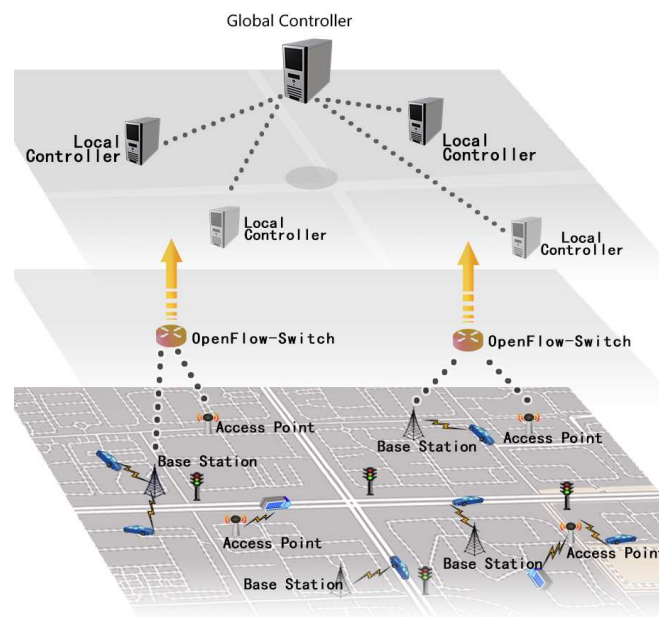 Global Controller
Local
Controller
Local
Controller
Local
Controller
Local
Controller
OpenFlow-Switch
OpenFlow-Switch
Access Point
Base Station
Access Point
Base Station
Access Point
Base Station
Access Point
Base Station